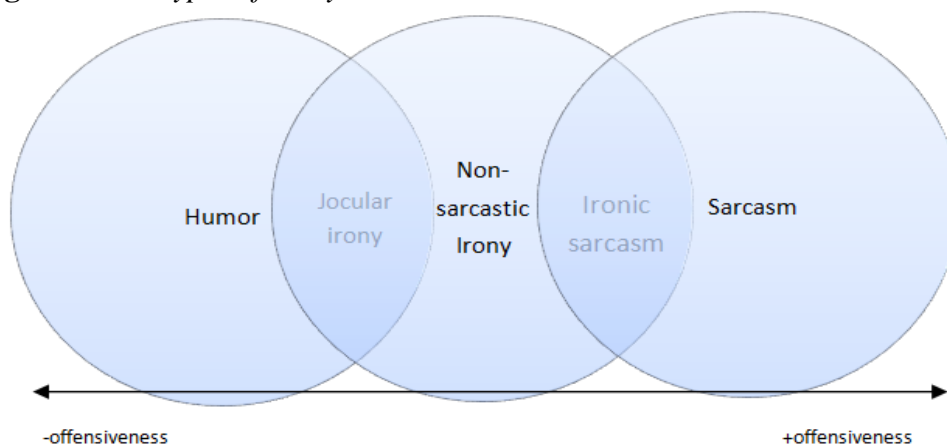 Humor
Jocular
irony
Non-
sarcastic
Irony
Ironic
sarcasm
Sarcasm
-offensiveness
+offensiveness